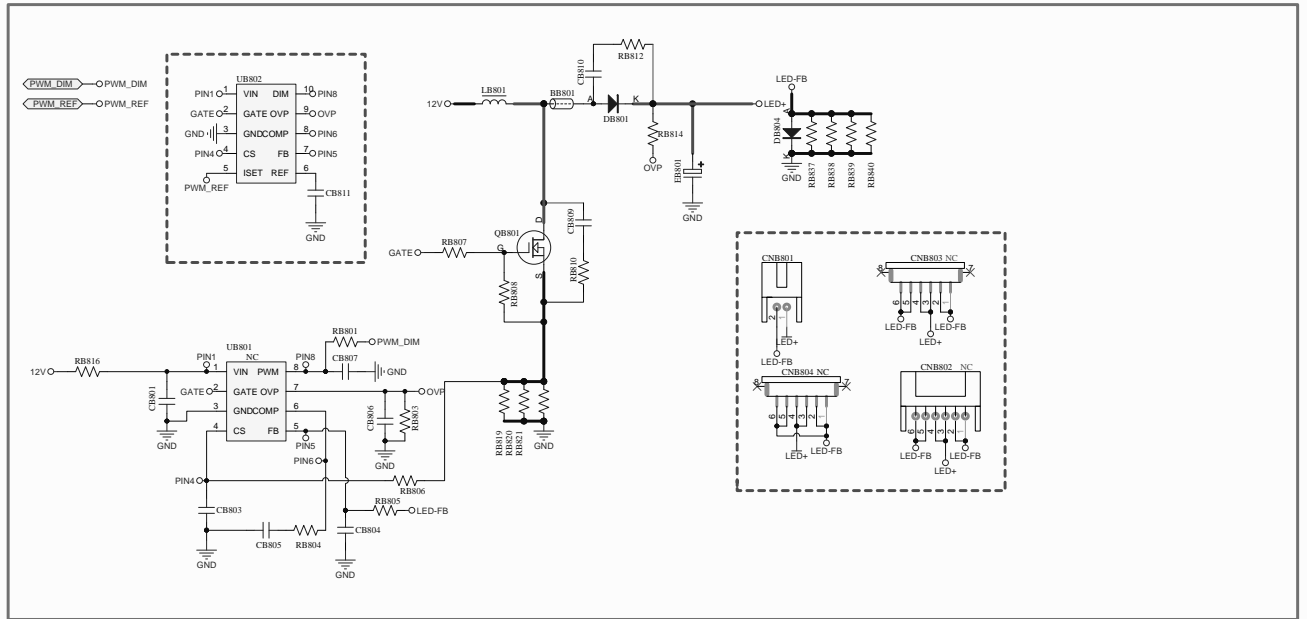 PWM_DIM PWM_DIM
PWM_REF PWM_REF
UB802
PIN1 1 VIN DIM 10 PIN8
GATE 2 GATE OVP 9 OVP
GND 3 GND COMP 8 PIN6
PIN4 4 CS FB 7 PIN5
5 ISET REF 6
PWM_REF
CB811
GND
12V
LB801
BB801
CB810
RB812
A K
DB801
LED+
RB814
OVP
EB801
+
GND
LED-FB
A
DB804
K
GND
RB837
RB838
RB839
RB840
D
QB801
G
S
CB809
RB810
GATE
RB807
RB808
RB801
PWM_DIM
UB801
NC
12V
RB816
PIN1
PIN8
CB807
GND
1 VIN PWM 8
GATE 2 GATE OVP 7 OVP
3 GND COMP 6
4 CS FB 5
CB801
GND
CB806
RB803
GND
PIN5
PIN6
PIN4
RB806
RB819
RB820
RB821
GND
CB803
GND
CB805
RB804
RB805
LED-FB
CB804
GND
CNB801
2 1
LED+
LED-FB
CNB803 NC
8 7
6 5 4 3 2 1
LED-FB LED-FB
LED+
CNB804 NC
8 7
6 5 4 3 2 1
LED+ LED-FB
CNB802 NC
6 5 4 3 2 1
LED-FB LED-FB
LED+